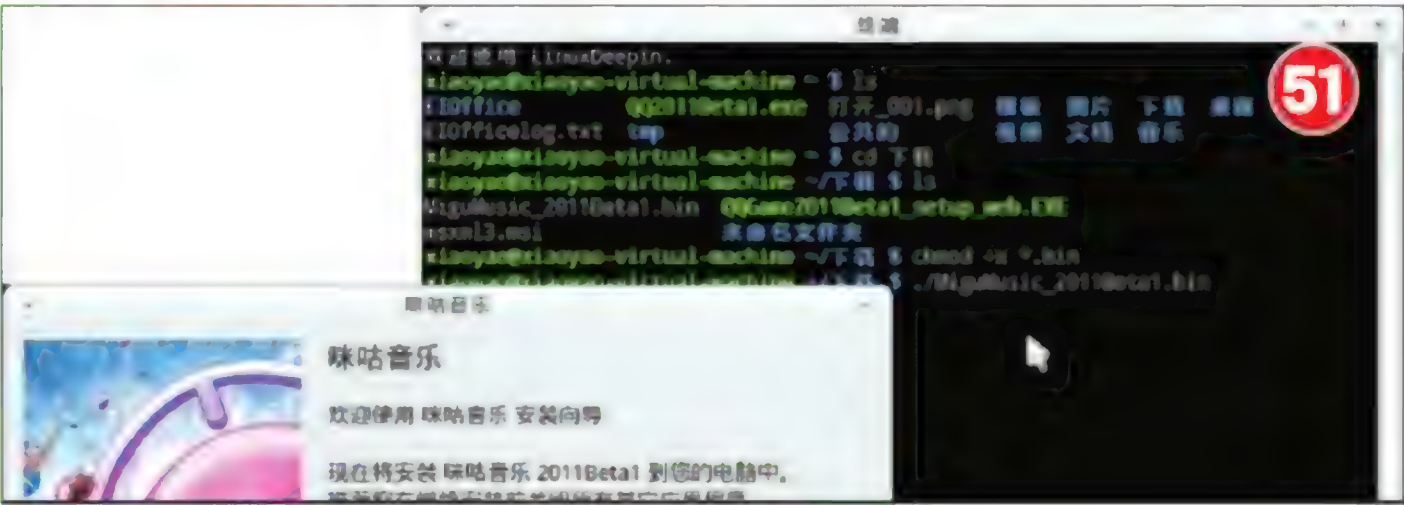 终端
51
欢迎使用 LinuxDeepin.
xiaoyao@xiaoyao-virtual-machine ~ $ ls
QQ2011Beta1.exe 打开_001.png 模板 图片 下载 桌面
tmp 公共的 视频 文档 音乐
xiaoyao@xiaoyao-virtual-machine ~ $ cd 下载
xiaoyao@xiaoyao-virtual-machine ~/下载 $ ls
MiguMusic_2011Beta1.bin QQGame2011Beta1_setup_web.EXE
未命名文件夹
xiaoyao@xiaoyao-virtual-machine ~/下载 $ chmod +x *.bin
$ ./MiguMusic_2011Beta1.bin
咪咕音乐
咪咕音乐
欢迎使用 咪咕音乐 安装向导
现在将安装 咪咕音乐 2011Beta1 到您的电脑中。